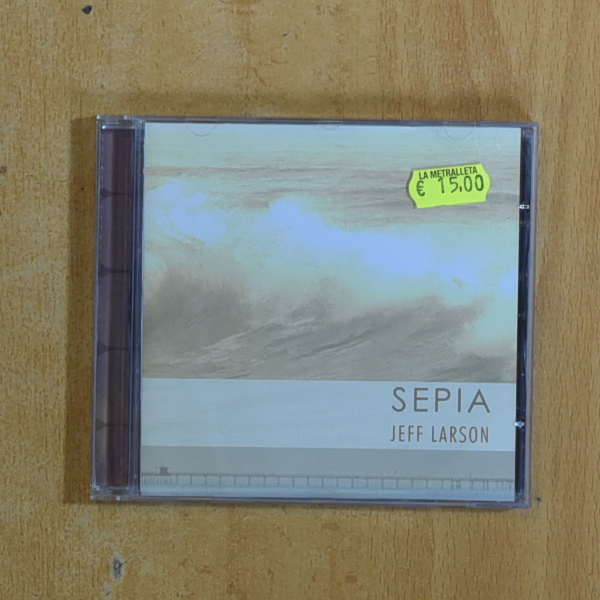 LA METRALLETA
€ 15,00
SEPIA
JEFF LARSON